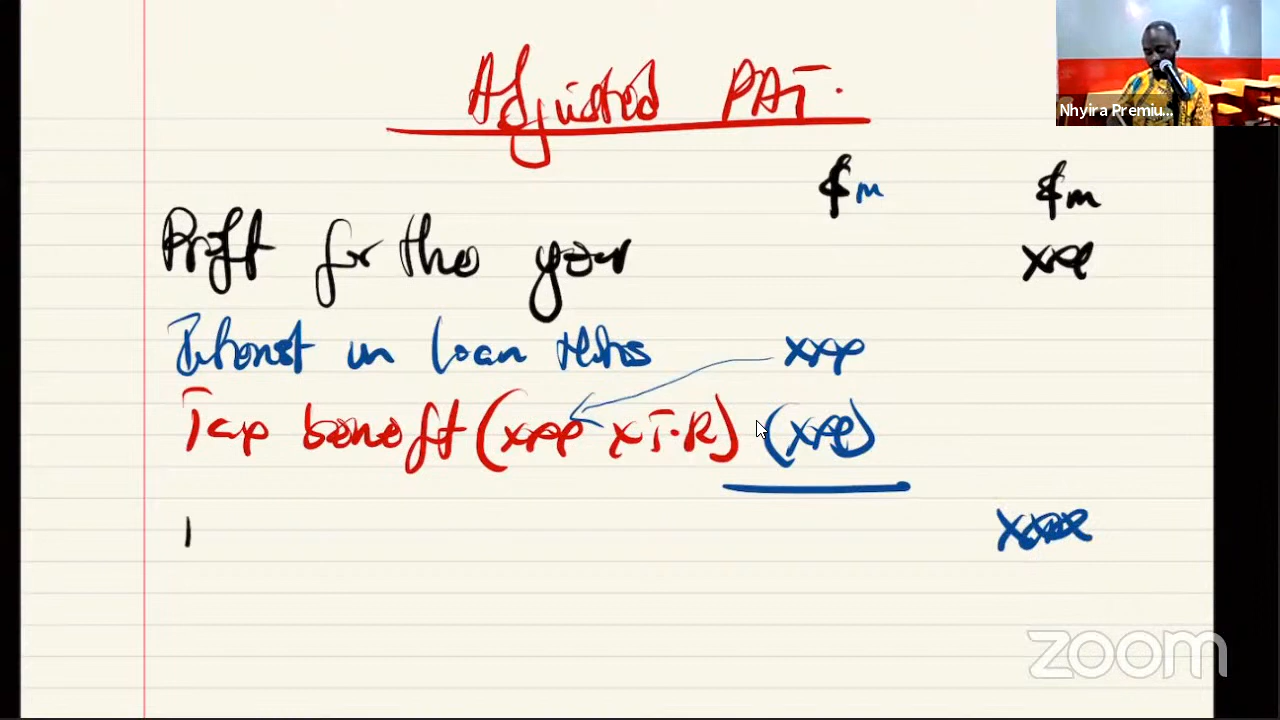 Adjusted PAT.
Nhyira Premiu...
$m $m
Profit for the year xxx
Interest on loan xxx
Tax benefit (xxx x T.R) (xxx)
xxxx
zoom